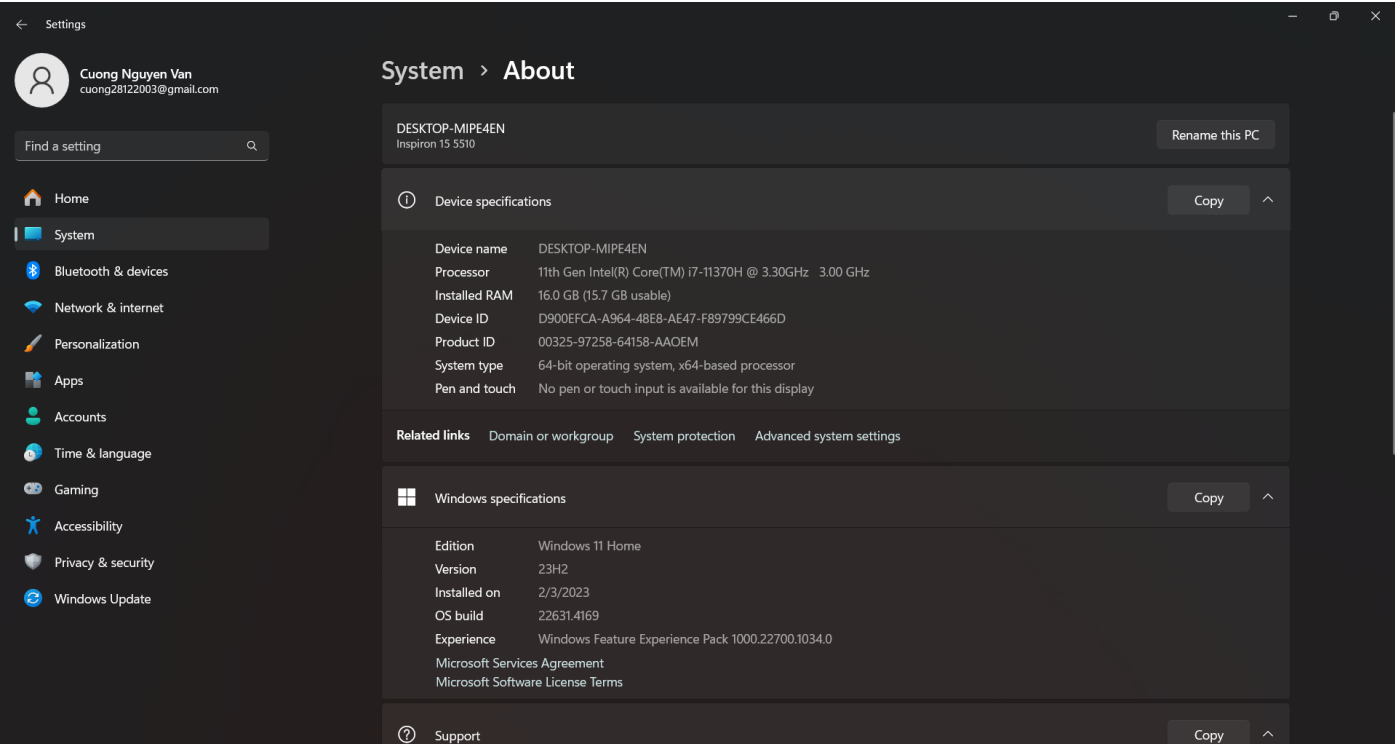 Settings
Cuong Nguyen Van
cuong28122003@gmail.com
Find a setting
Home
System
Bluetooth & devices
Network & internet
Personalization
Apps
Accounts
Time & language
Gaming
Accessibility
Privacy & security
Windows Update
System > About
DESKTOP-MIPE4EN
Inspiron 15 5510
Rename this PC
Device specifications Copy
Device name DESKTOP-MIPE4EN
Processor 11th Gen Intel(R) Core(TM) i7-11370H @ 3.30GHz 3.00 GHz
Installed RAM 16.0 GB (15.7 GB usable)
Device ID D900EFCA-A964-48E8-AE47-F89799CE466D
Product ID 00325-97258-64158-AAOEM
System type 64-bit operating system, x64-based processor
Pen and touch No pen or touch input is available for this display
Related links Domain or workgroup System protection Advanced system settings
Windows specifications Copy
Edition Windows 11 Home
Version 23H2
Installed on 2/3/2023
OS build 22631.4169
Experience Windows Feature Experience Pack 1000.22700.1034.0
Microsoft Services Agreement
Microsoft Software License Terms
Support Copy